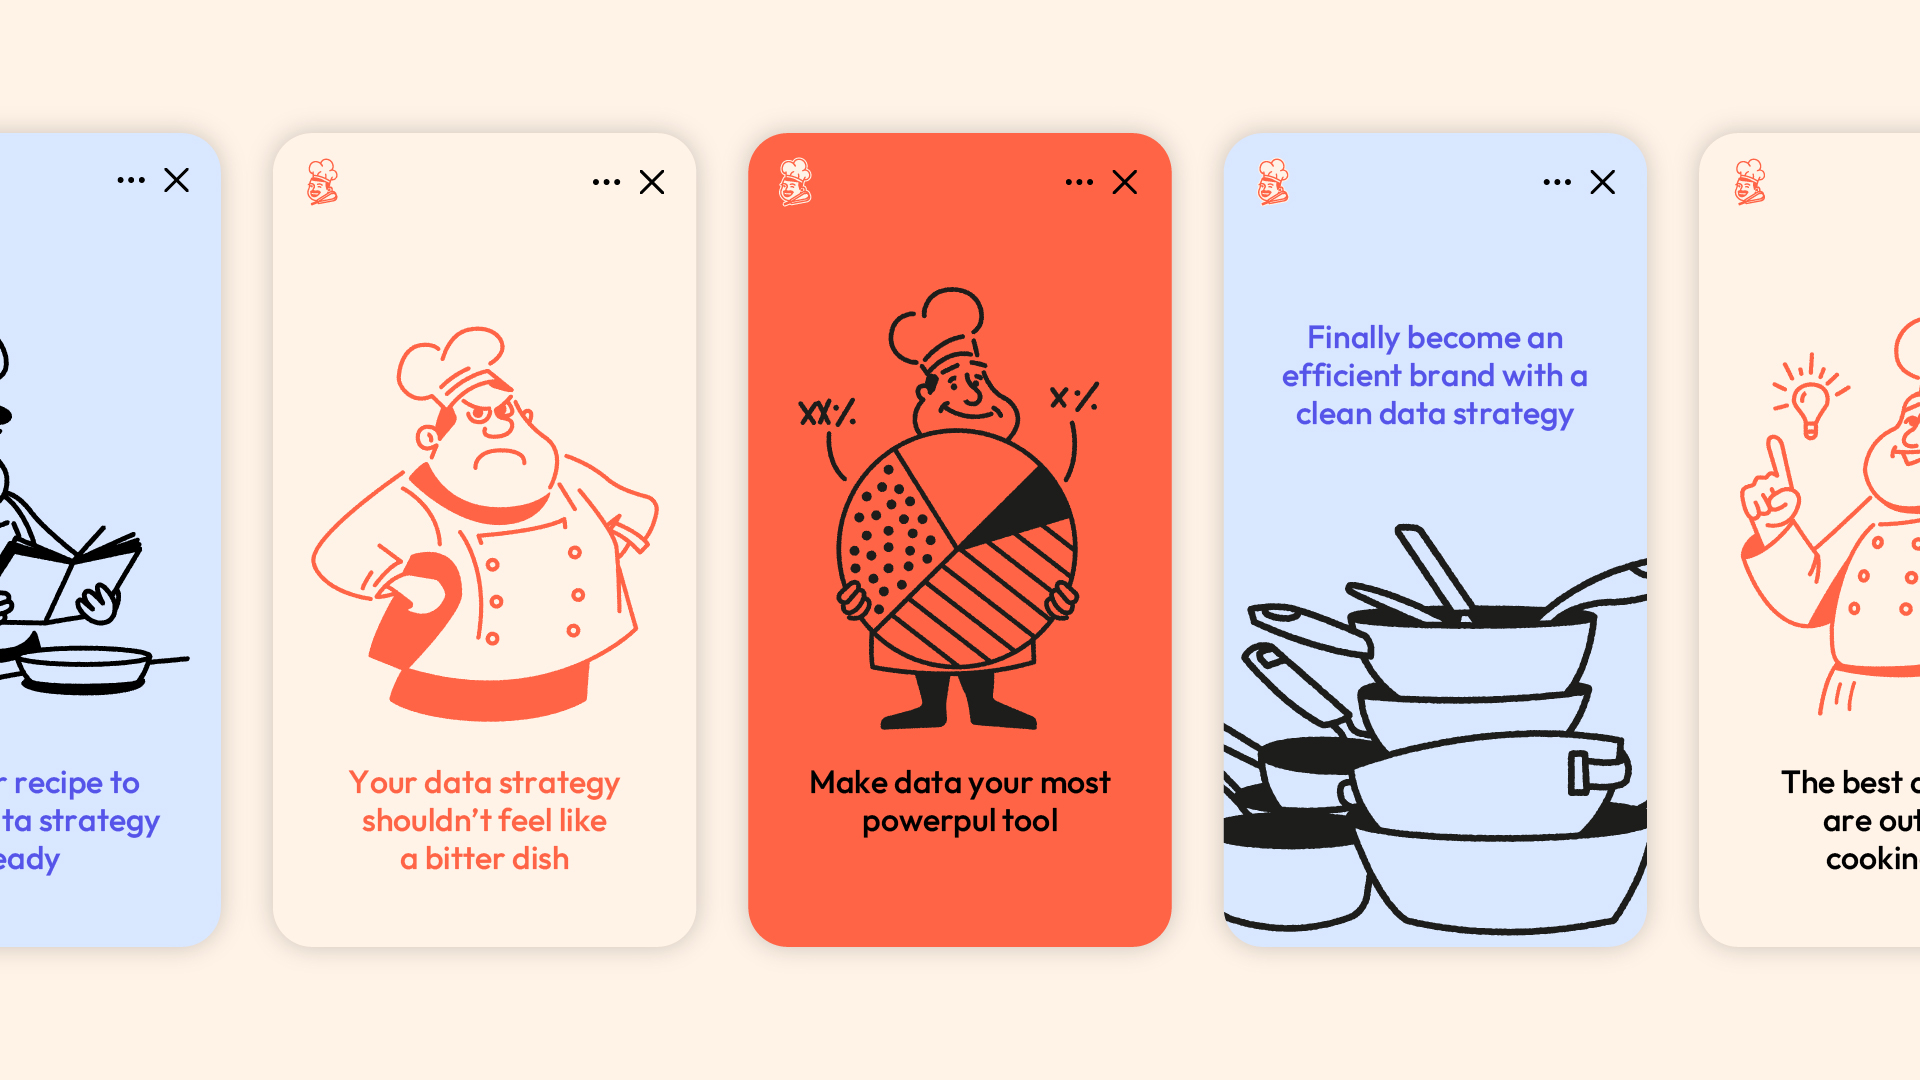 r recipe to
ta strategy
eady
Your data strategy
shouldn't feel like
a bitter dish
XX%
X%
Make data your most
powerpul tool
Finally become an
efficient brand with a
clean data strategy
The best
are out
cookin